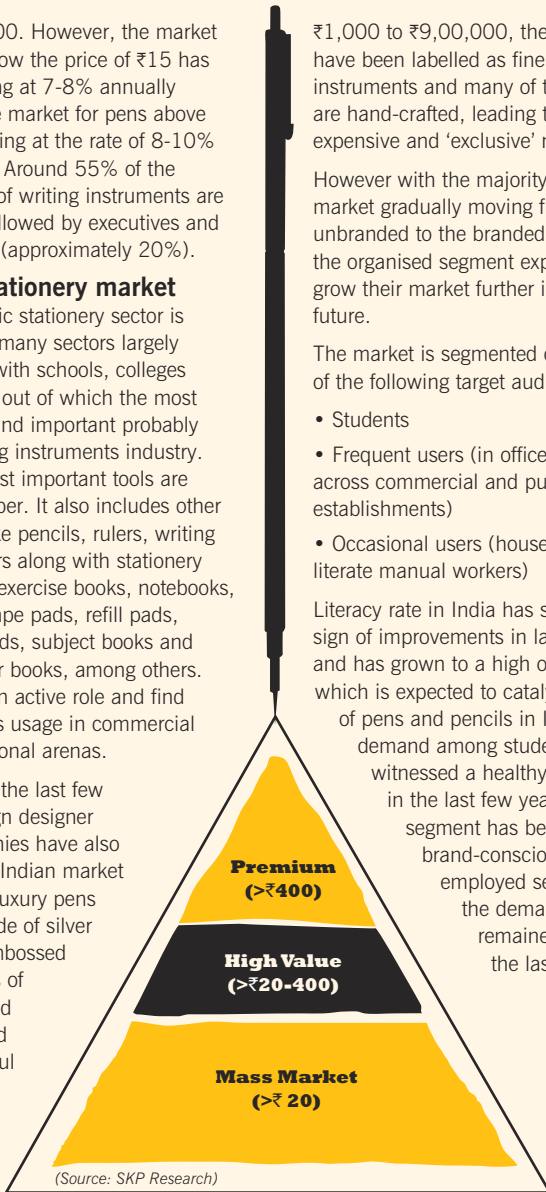 00. However, the market
ow the price of ₹15 has
ng at 7-8% annually
e market for pens above
ing at the rate of 8-10%
Around 55% of the
of writing instruments are
llowed by executives and
(approximately 20%).
ationery market
ic stationery sector is
many sectors largely
with schools, colleges
out of which the most
and important probably
g instruments industry.
st important tools are
per. It also includes other
ke pencils, rulers, writing
rs along with stationery
exercise books, notebooks,
ape pads, refill pads,
ds, subject books and
r books, among others.
n active role and find
s usage in commercial
onal arenas.
the last few
gn designer
nies have also
Indian market
luxury pens
de of silver
mbossed
s of
d
d
ul
₹1,000 to ₹9,00,000, the
have been labelled as fine
instruments and many of t
are hand-crafted, leading t
expensive and ‘exclusive’ r
However with the majority
market gradually moving f
unbranded to the branded
the organised segment exp
grow their market further i
future.
The market is segmented o
of the following target aud
• Students
• Frequent users (in office
across commercial and pu
establishments)
• Occasional users (house
literate manual workers)
Literacy rate in India has s
sign of improvements in la
and has grown to a high o
which is expected to cataly
of pens and pencils in I
demand among stude
witnessed a healthy
in the last few yea
segment has be
brand-conscio
employed se
the dema
remaine
the las
Premium
(>₹400)
High Value
(>₹20-400)
Mass Market
(>₹ 20)
(Source: SKP Research)